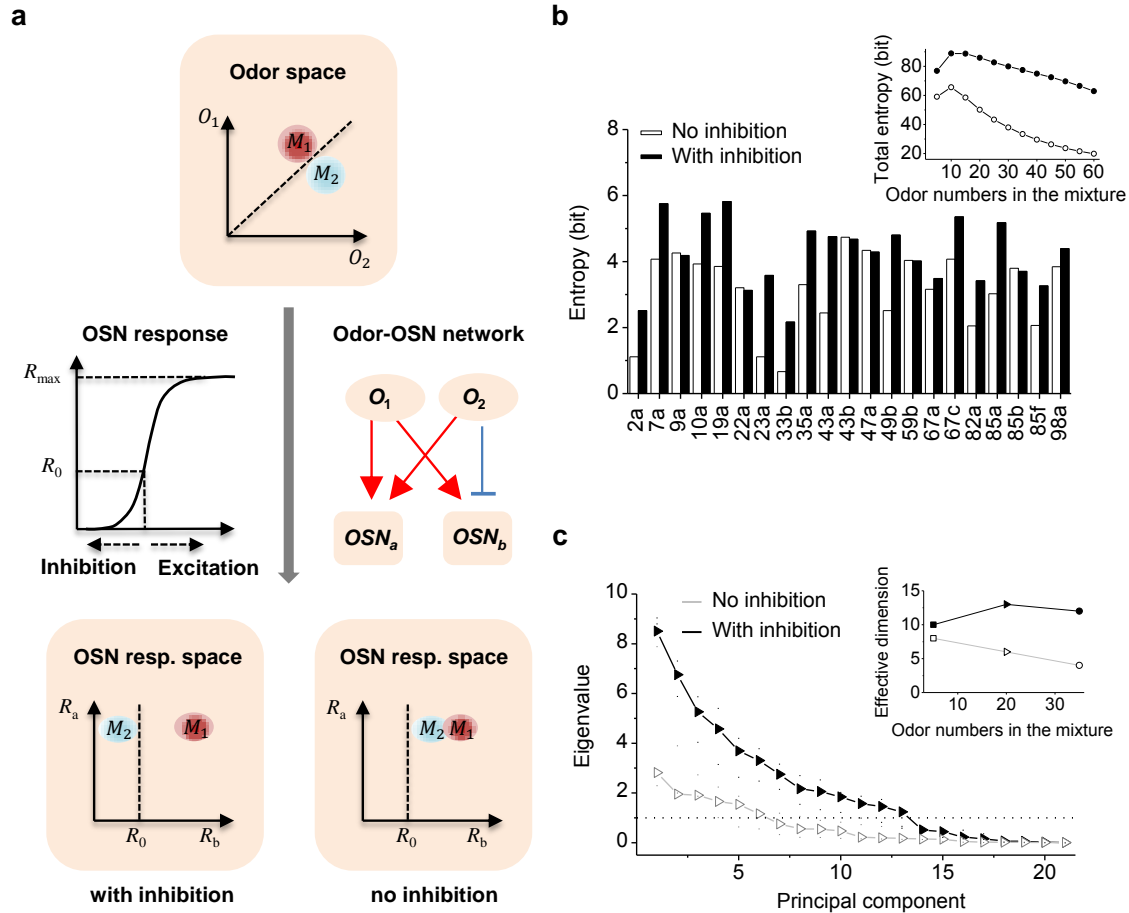 a
Odor space
O₁
M₁
M₂
O₂
OSN response
Rmax
R₀
Inhibition
Excitation
Odor-OSN network
O₁
O₂
OSNₐ
OSN_b
OSN resp. space
Rₐ
M₂
M₁
R₀
R_b
with inhibition
OSN resp. space
Rₐ
M₂
M₁
R₀
R_b
no inhibition
b
No inhibition
With inhibition
Entropy (bit)
6
4
2
0
2a
7a
9a
10a
19a
22a
23a
33b
35a
43a
43b
47a
49b
59b
67a
67c
82a
85a
85b
85f
98a
Total entropy (bit)
80
60
40
20
10
20
30
40
50
60
Odor numbers in the mixture
c
No inhibition
With inhibition
Eigenvalue
10
8
6
4
2
0
5
10
15
20
Principal component
Effective dimension
15
10
5
0
10
20
30
Odor numbers in the mixture